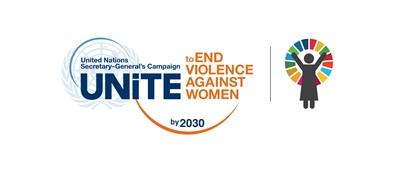 United Nations
Secretary-General's Campaign
UNiTE
to END
VIOLENCE
AGAINST
WOMEN
by 2030